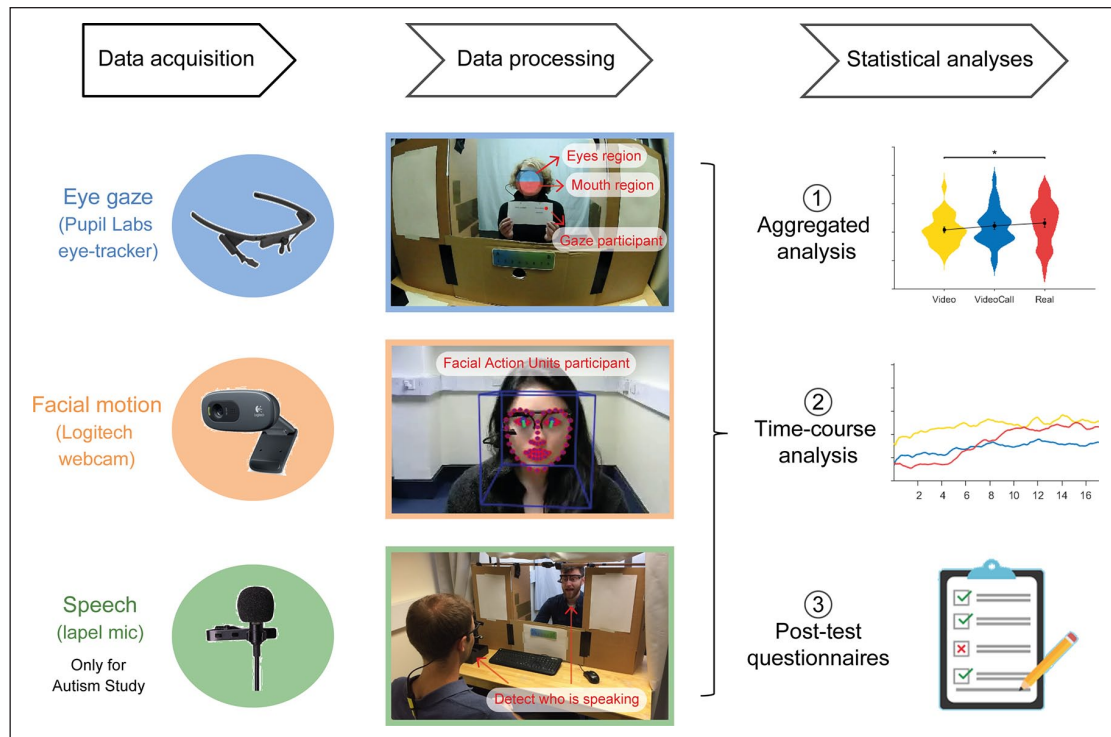 Data acquisition
Data processing
Statistical analyses
Eye gaze
(Pupil Labs
eye-tracker)
Eyes region
Mouth region
Gaze participant
1
Aggregated
analysis
*
Video
VideoCall
Real
Facial motion
(Logitech
webcam)
Facial Action Units participant
2
Time-course
analysis
2 4 6 8 10 12 14 16
Speech
(lapel mic)
Only for
Autism Study
Detect who is speaking
3
Post-test
questionnaires